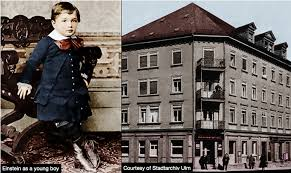 Einstein as a young boy
Courtesy of Stadtarchiv Ulm